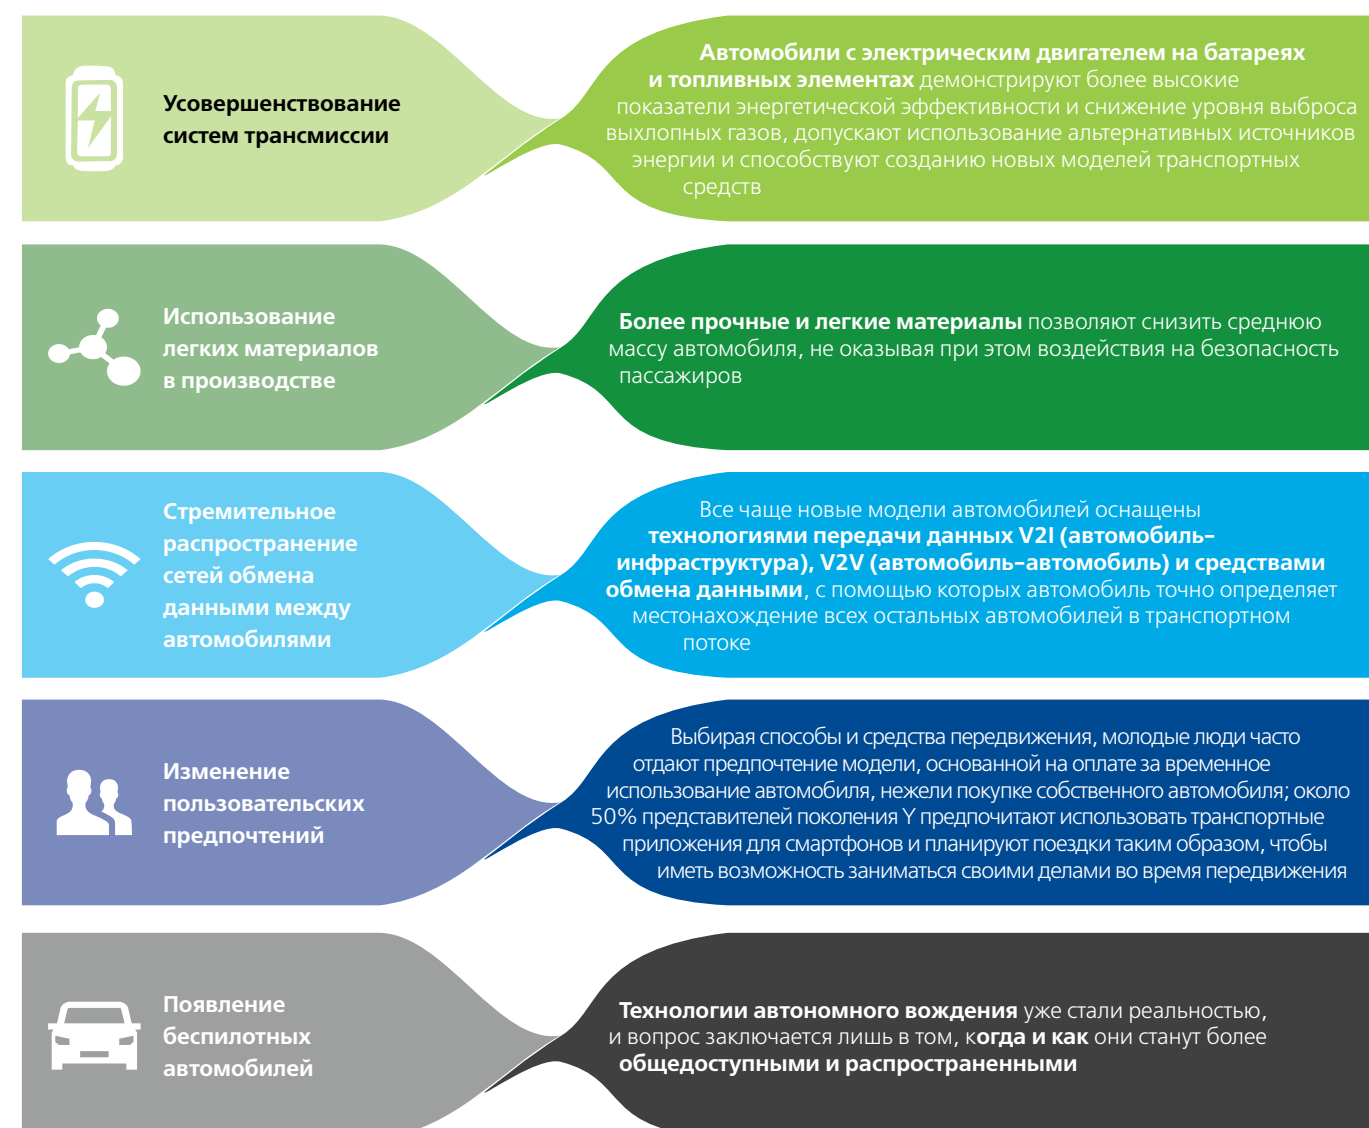 Усовершенствование
систем трансмиссии
Автомобили с электрическим двигателем на батареях
и топливных элементах демонстрируют более высокие
показатели энергетической эффективности и снижение уровня выброса
выхлопных газов, допускают использование альтернативных источников
энергии и способствуют созданию новых моделей транспортных
средств
Использование
легких материалов
в производстве
Более прочные и легкие материалы позволяют снизить среднюю
массу автомобиля, не оказывая при этом воздействия на безопасность
пассажиров
Стремительное
распространение
сетей обмена
данными между
автомобилями
Все чаще новые модели автомобилей оснащены
технологиями передачи данных V2I (автомобиль–
инфраструктура), V2V (автомобиль–автомобиль) и средствами
обмена данными, с помощью которых автомобиль точно определяет
местонахождение всех остальных автомобилей в транспортном
потоке
Изменение
пользовательских
предпочтений
Выбирая способы и средства передвижения, молодые люди часто
отдают предпочтение модели, основанной на оплате за временное
использование автомобиля, нежели покупке собственного автомобиля; около
50% представителей поколения Y предпочитают использовать транспортные
приложения для смартфонов и планируют поездки таким образом, чтобы
иметь возможность заниматься своими делами во время передвижения
Появление
беспилотных
автомобилей
Технологии автономного вождения уже стали реальностью,
и вопрос заключается лишь в том, когда и как они станут более
общедоступными и распространенными